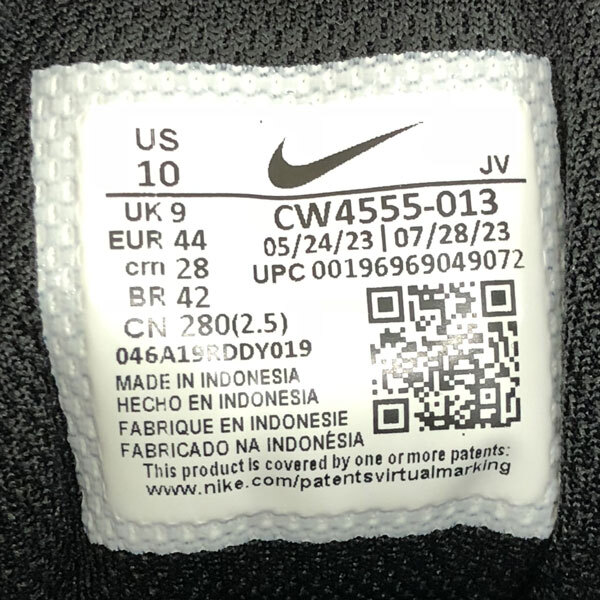 US
10
JV
UK 9
EUR 44
cm 28
BR 42
CN 280(2.5)
CW4555-013
05/24/23 | 07/28/23
UPC 00196969049072
046A19RDDY019
MADE IN INDONESIA
HECHO EN INDONESIA
FABRIQUE EN INDONESIE
FABRICADO NA INDONÉSIA
This product is covered by one or more patents:
www.nike.com/patentsvirtualmarking